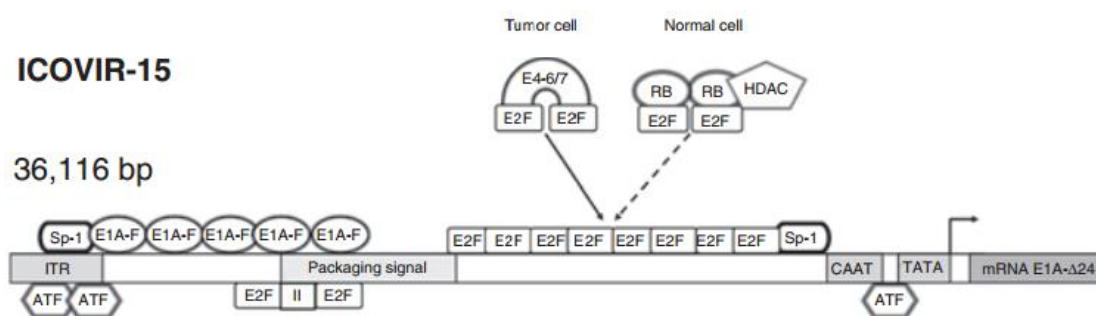 Tumor cell Normal cell
ICOVIR-15
E4-6/7 RB RB HDAC
E2F E2F E2F E2F
36,116 bp
Sp-1 E1A-F E1A-F E1A-F E1A-F E1A-F E2F E2F E2F E2F E2F E2F E2F E2F Sp-1
ITR Packaging signal CAAT TATA mRNA E1A-Δ24
ATF ATF E2F II E2F ATF